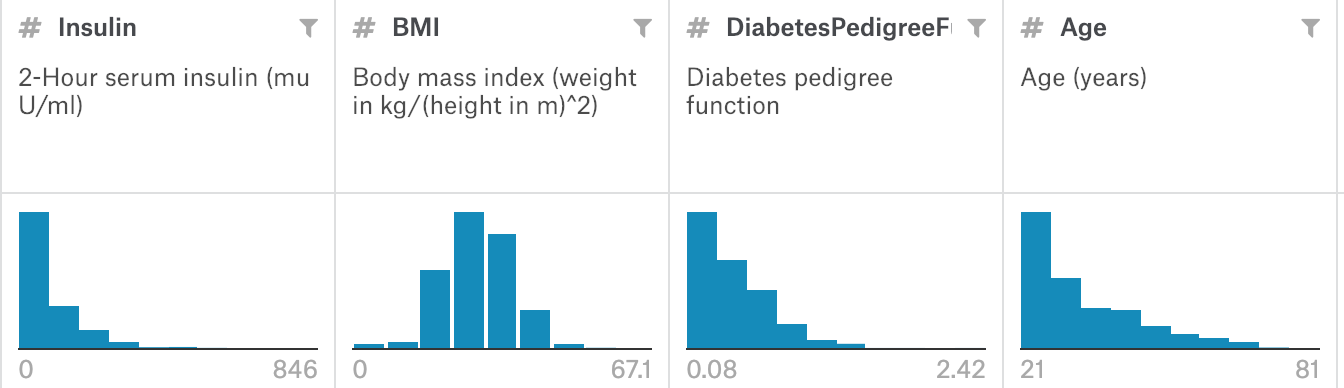 # Insulin
2-Hour serum insulin (mu
U/ml)
0 846
# BMI
Body mass index (weight
in kg/(height in m)^2)
0 67.1
# DiabetesPedigreeF
Diabetes pedigree
function
0.08 2.42
# Age
Age (years)
21 81